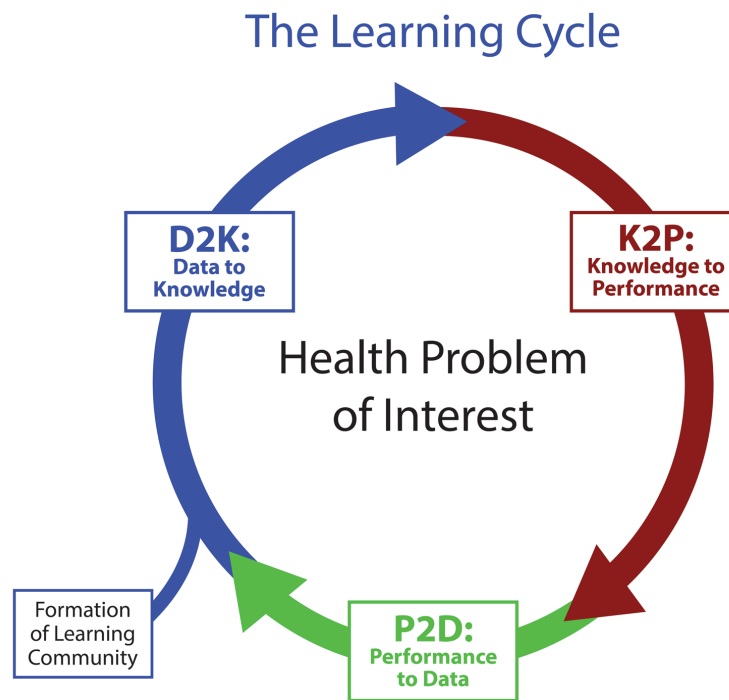 The Learning Cycle
D2K:
Data to
Knowledge
K2P:
Knowledge to
Performance
Health Problem
of Interest
Formation
of Learning
Community
P2D:
Performance
to Data